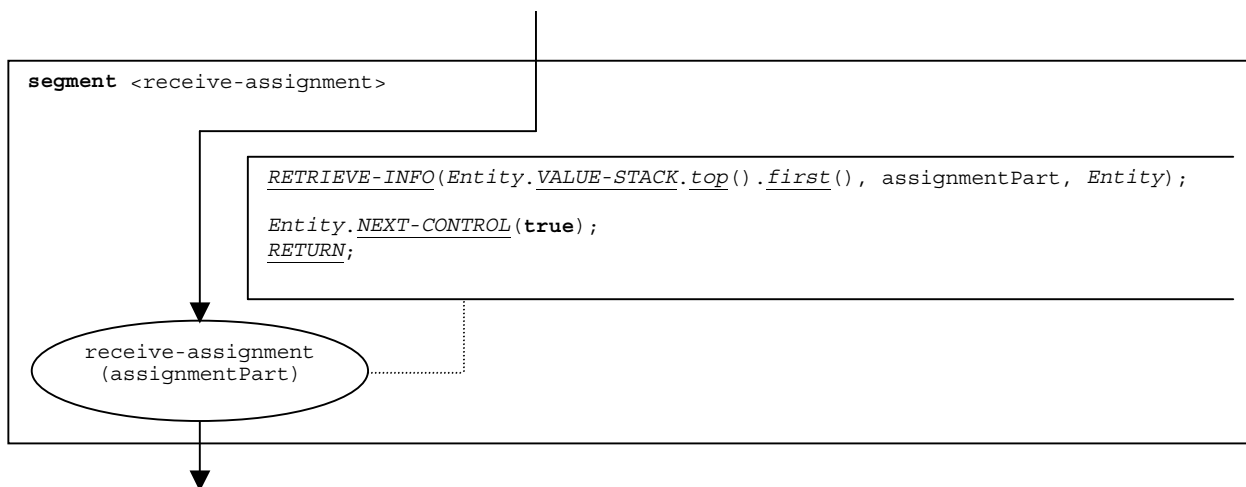 segment <receive-assignment>
RETRIEVE-INFO(Entity.VALUE-STACK.top().first(), assignmentPart, Entity);
Entity.NEXT-CONTROL(true);
RETURN;
receive-assignment
(assignmentPart)